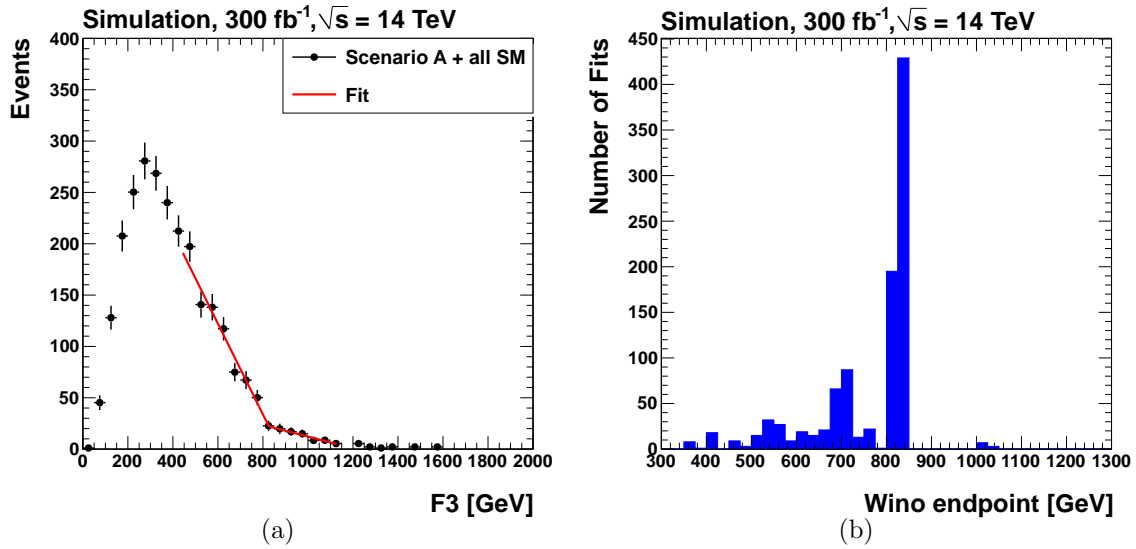 Simulation, 300 fb⁻¹,√s = 14 TeV
Events
400
350
300
250
200
150
100
50
0
Scenario A + all SM
Fit
0 200 400 600 800 1000 1200 1400 1600 1800 2000
F3 [GeV]
(a)
Simulation, 300 fb⁻¹,√s = 14 TeV
Number of Fits
450
400
350
300
250
200
150
100
50
0
300 400 500 600 700 800 900 1000 1100 1200 1300
Wino endpoint [GeV]
(b)